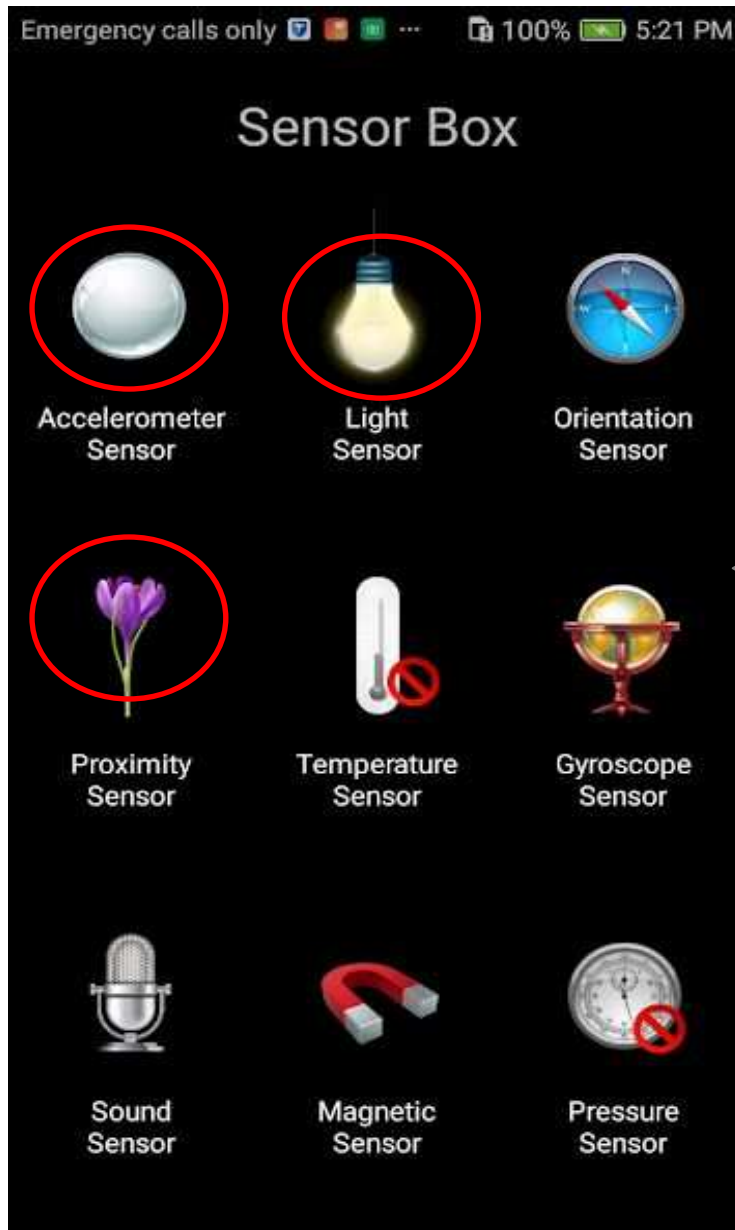 Emergency calls only ... 100% 5:21 PM
Sensor Box
Accelerometer Sensor
Light Sensor
Orientation Sensor
Proximity Sensor
Temperature Sensor
Gyroscope Sensor
Sound Sensor
Magnetic Sensor
Pressure Sensor